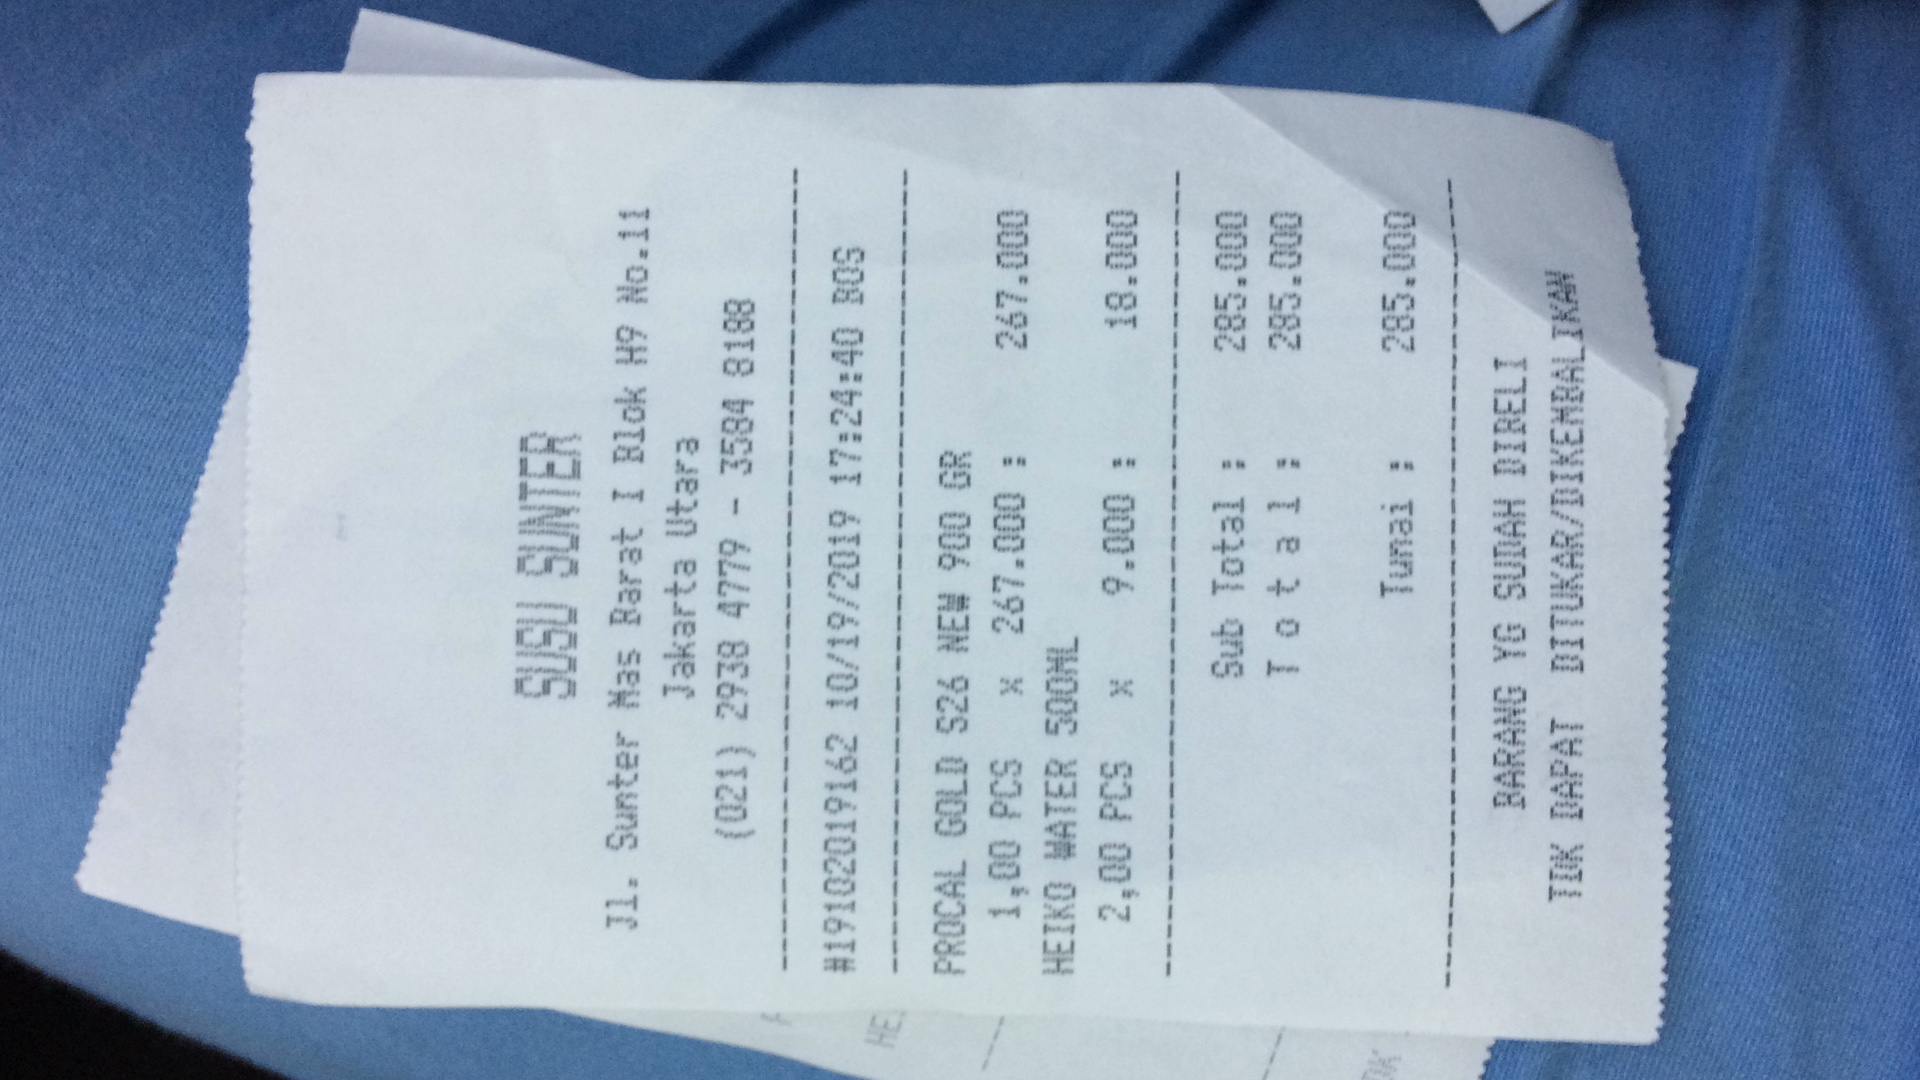 SUSU SUNTER
Jl. Sunter Mas Barat I Blok H9 No.11
Jakarta Utara
(021) 2938 4779 - 3584 8188
----------------------------------------
#19102019162 10/19/2019 17:24:40 BOS
----------------------------------------
PROCAL GOLD S26 NEW 900 GR
1,00 PCS x 267.000 : 267.000
HEIKO WATER 500ML
2,00 PCS x 9.000 : 18.000
----------------------------------------
Sub Total : 285.000
T o t a l : 285.000
Tunai : 285.000
----------------------------------------
BARANG YG SUDAH DIBELI
TDK DAPAT DITUKAR/DIKEMBALIKAN